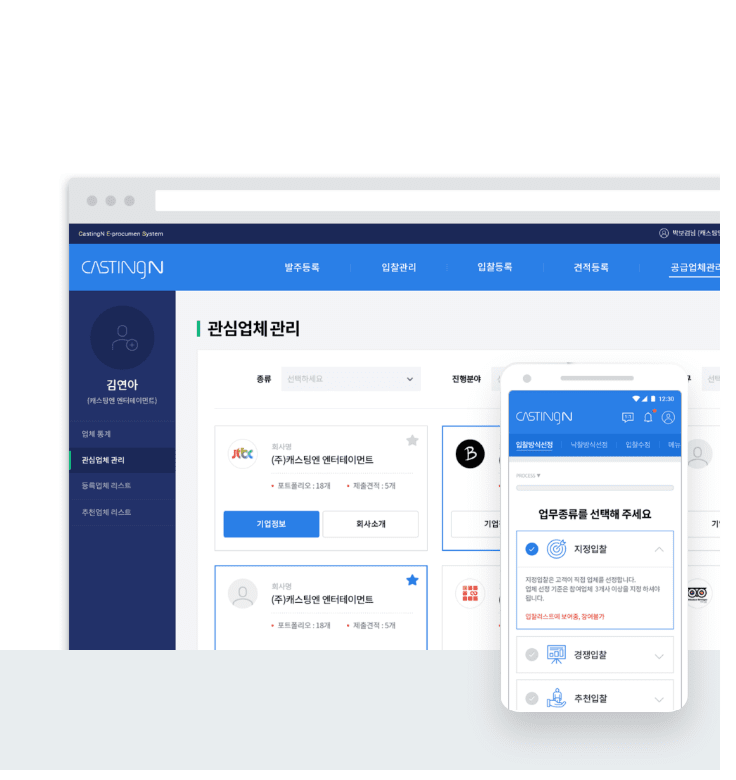 CastingN E-procumen System
박보검님 (캐스팅
CASTINGN
발주등록
입찰관리
입찰등록
견적등록
공급업체관리
김연아
(캐스팅엔 엔터테이먼트)
업체 통계
관심업체 관리
등록업체 리스트
추천업체 리스트
관심업체 관리
종류
선택하세요
진행분야
회사명
(주)캐스팅엔 엔터테이먼트
• 포트폴리오 : 18개 • 제출견적 : 5개
기업정보
회사소개
jtbc
B
회사명
(주)캐스팅엔 엔터테이먼트
• 포트폴리오 : 18개 • 제출견적 : 5개
12:30
CASTINGN
입찰방식선정
낙찰방식선정
입찰수정
메뉴
PROCESS
업무종류를 선택해 주세요
지정입찰
지정입찰은 고객이 직접 업체를 선정합니다.
업체 선정 기준은 참여업체 3개사 이상을 지정 하셔야
됩니다.
입찰리스트에 보여줌, 참여불가
경쟁입찰
추천입찰